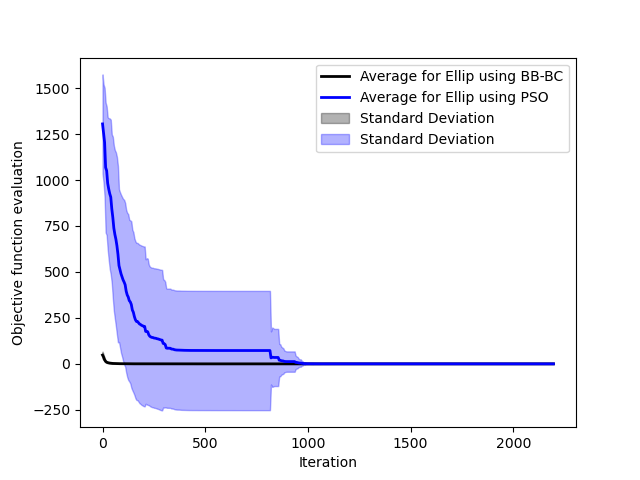 Average for Ellip using BB-BC
Average for Ellip using PSO
Standard Deviation
Standard Deviation
Objective function evaluation
1500
1250
1000
750
500
250
0
−250
0 500 1000 1500 2000
Iteration